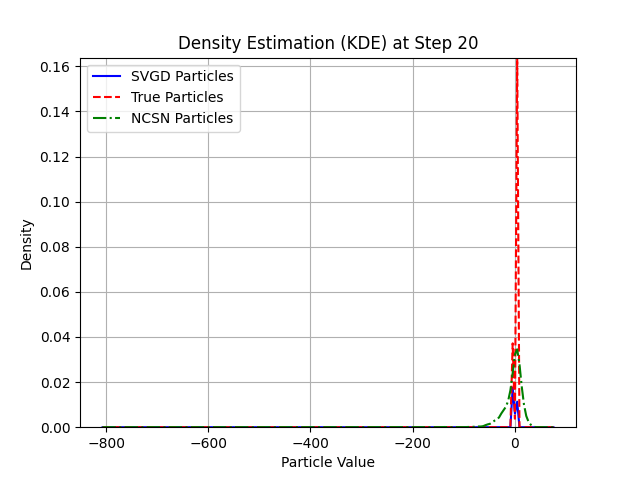 Density Estimation (KDE) at Step 20
SVGD Particles
True Particles
NCSN Particles
Density
0.16
0.14
0.12
0.10
0.08
0.06
0.04
0.02
0.00
−800
−600
−400
−200
0
Particle Value